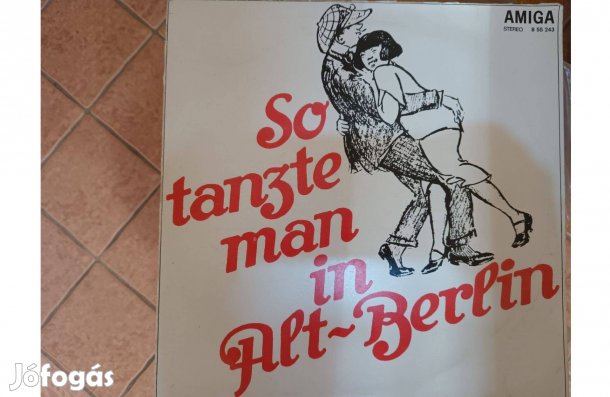 AMIGA
STEREO 8 55 243
So
tanzte
man
in
Alt-Berlin
Jófogás